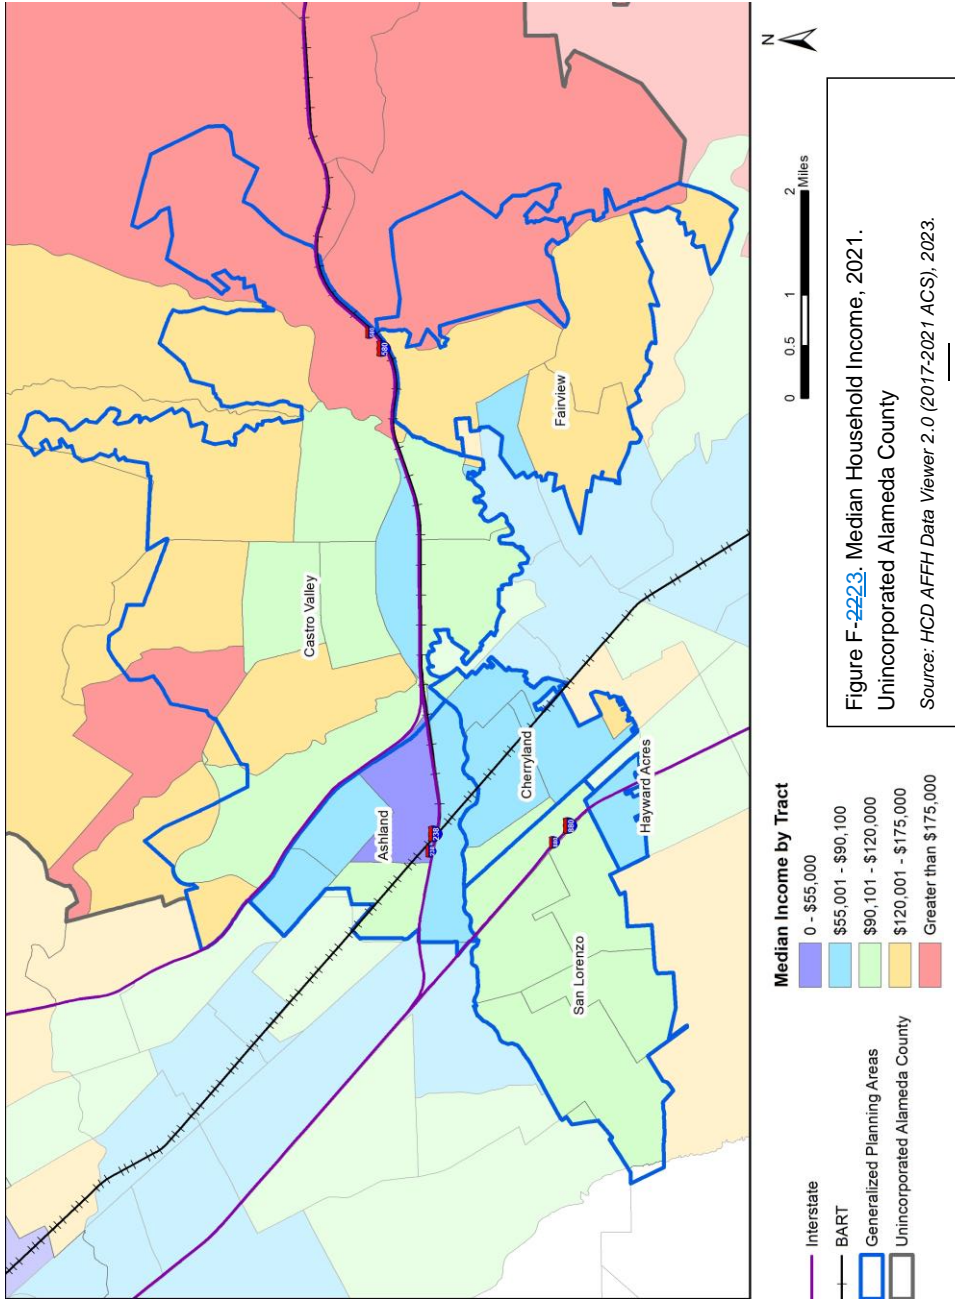 Castro Valley
Fairview
Ashland
Cherryland
Hayward Acres
San Lorenzo
580
238
880
N
0 0.5 1 2
Miles
Interstate
BART
Generalized Planning Areas
Unincorporated Alameda County
Median Income by Tract
0 - $55,000
$55,001 - $90,100
$90,101 - $120,000
$120,001 - $175,000
Greater than $175,000
Figure F-2223. Median Household Income, 2021.
Unincorporated Alameda County
Source: HCD AFFH Data Viewer 2.0 (2017-2021 ACS), 2023.